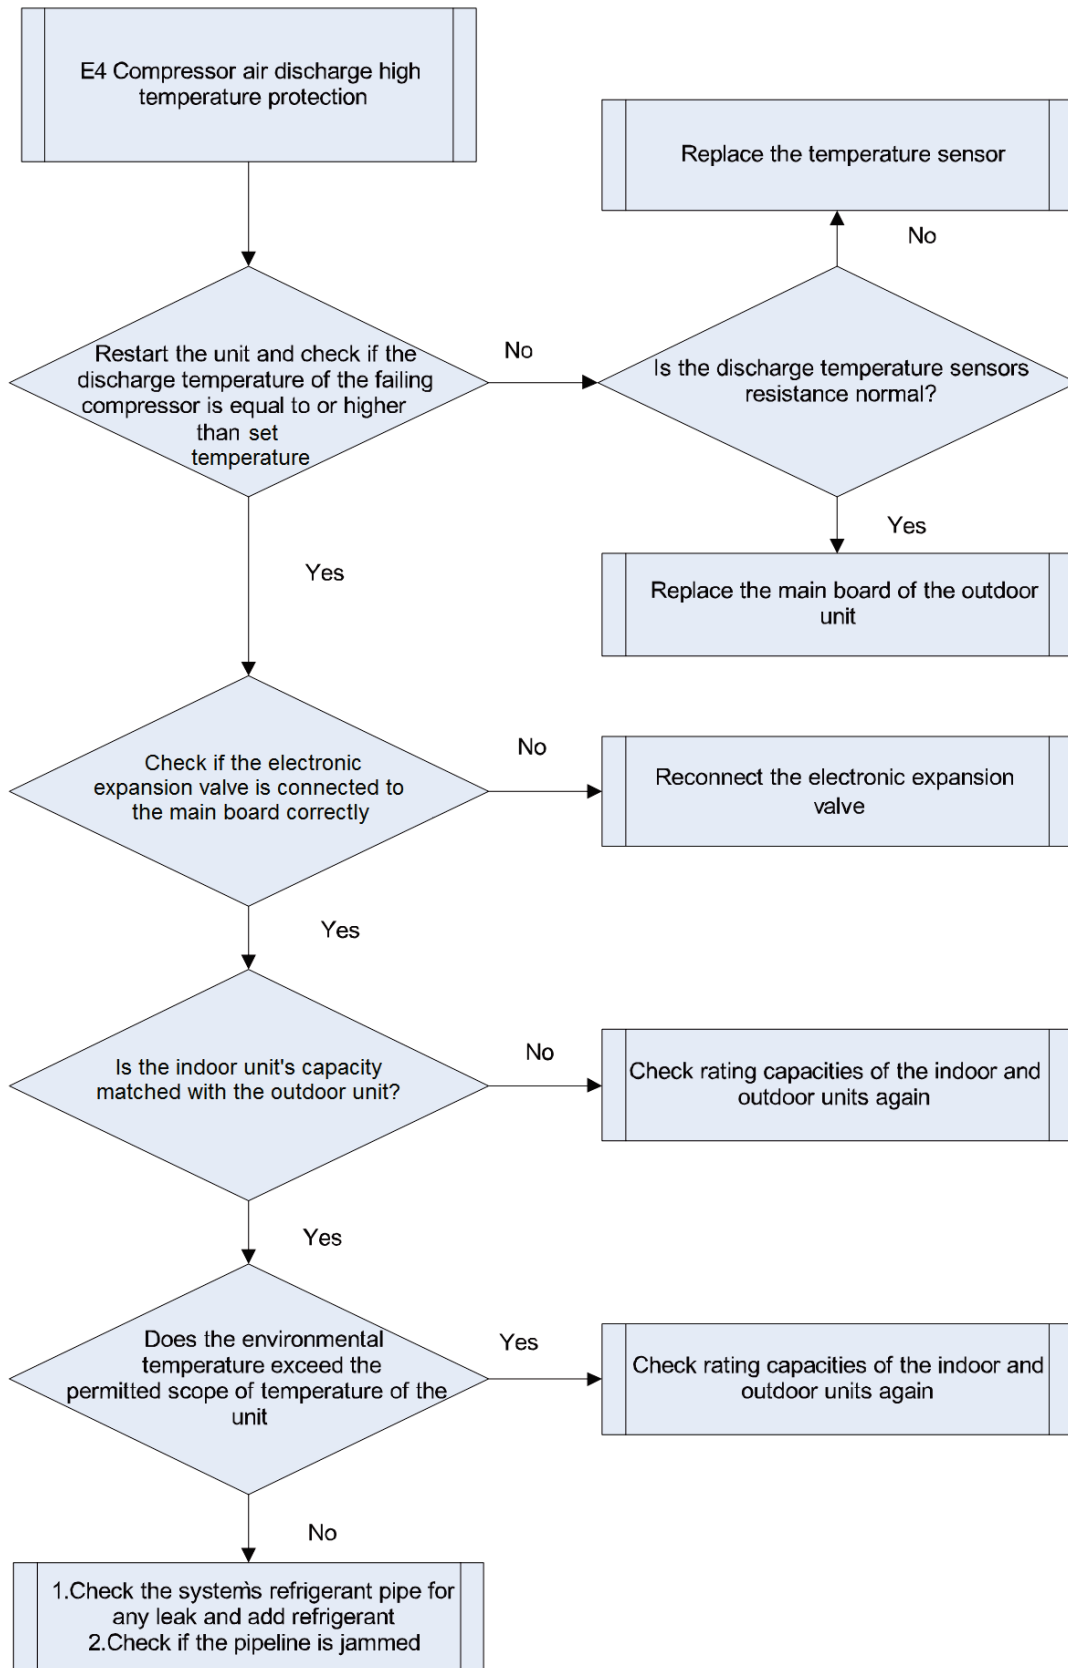 E4 Compressor air discharge high
temperature protection
Replace the temperature sensor
No
Restart the unit and check if the
discharge temperature of the failing
compressor is equal to or higher
than set
temperature
No
Is the discharge temperature sensors
resistance normal?
Yes
Replace the main board of the outdoor
unit
Yes
Check if the electronic
expansion valve is connected to
the main board correctly
No
Reconnect the electronic expansion
valve
Yes
Is the indoor unit's capacity
matched with the outdoor unit?
No
Check rating capacities of the indoor and
outdoor units again
Yes
Does the environmental
temperature exceed the
permitted scope of temperature of the
unit
Yes
Check rating capacities of the indoor and
outdoor units again
No
1.Check the system's refrigerant pipe for
any leak and add refrigerant
2.Check if the pipeline is jammed